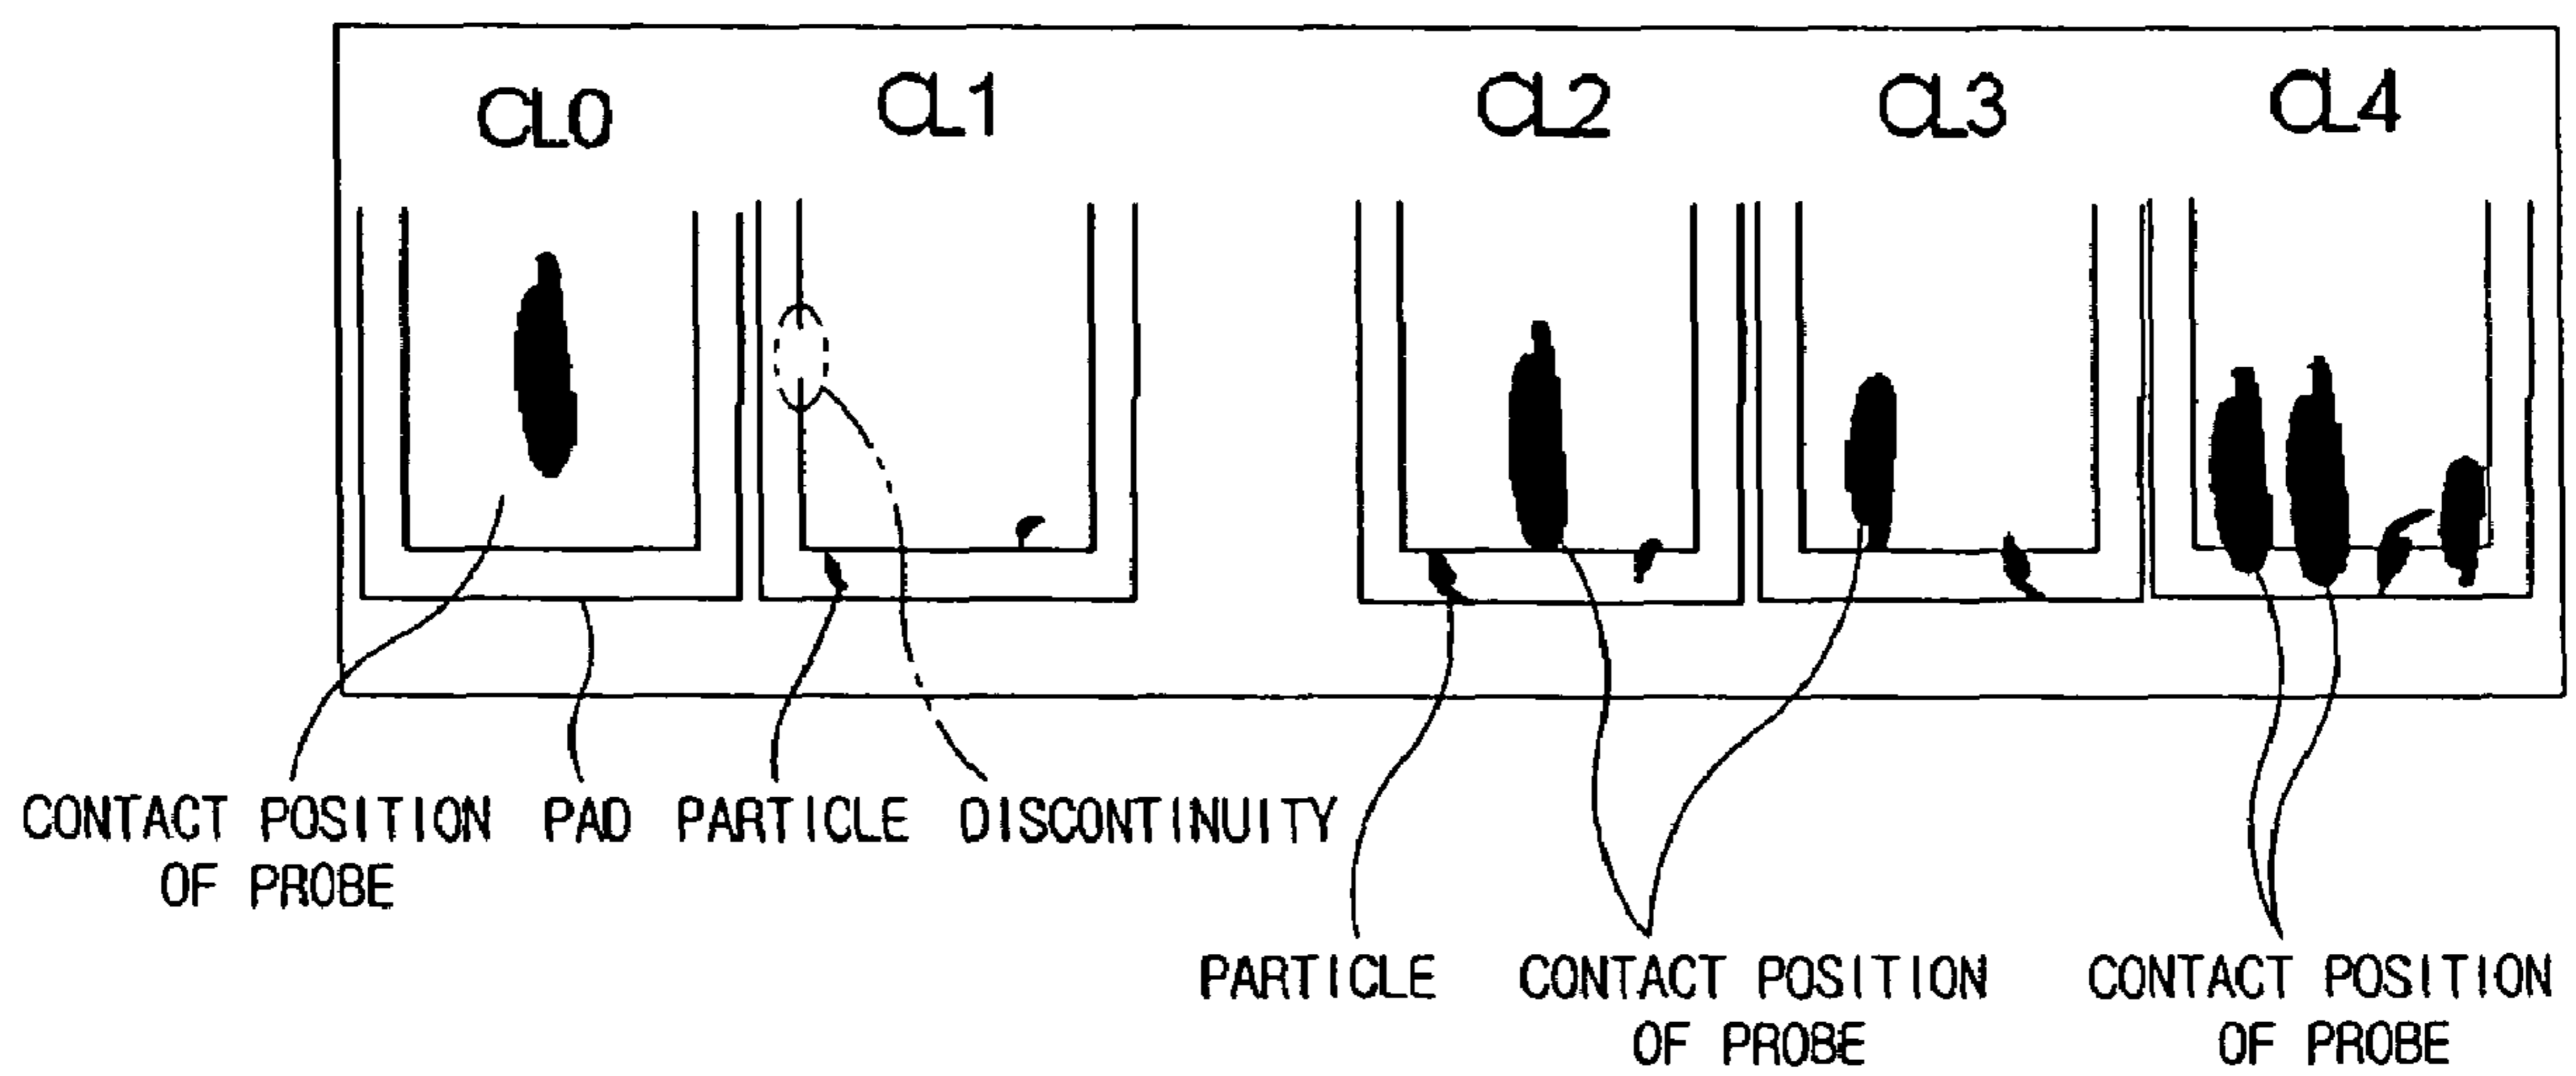 CL0 CL1 CL2 CL3 CL4
CONTACT POSITION OF PROBE
PAD
PARTICLE
DISCONTINUITY
PARTICLE
CONTACT POSITION
OF PROBE
CONTACT POSITION
OF PROBE